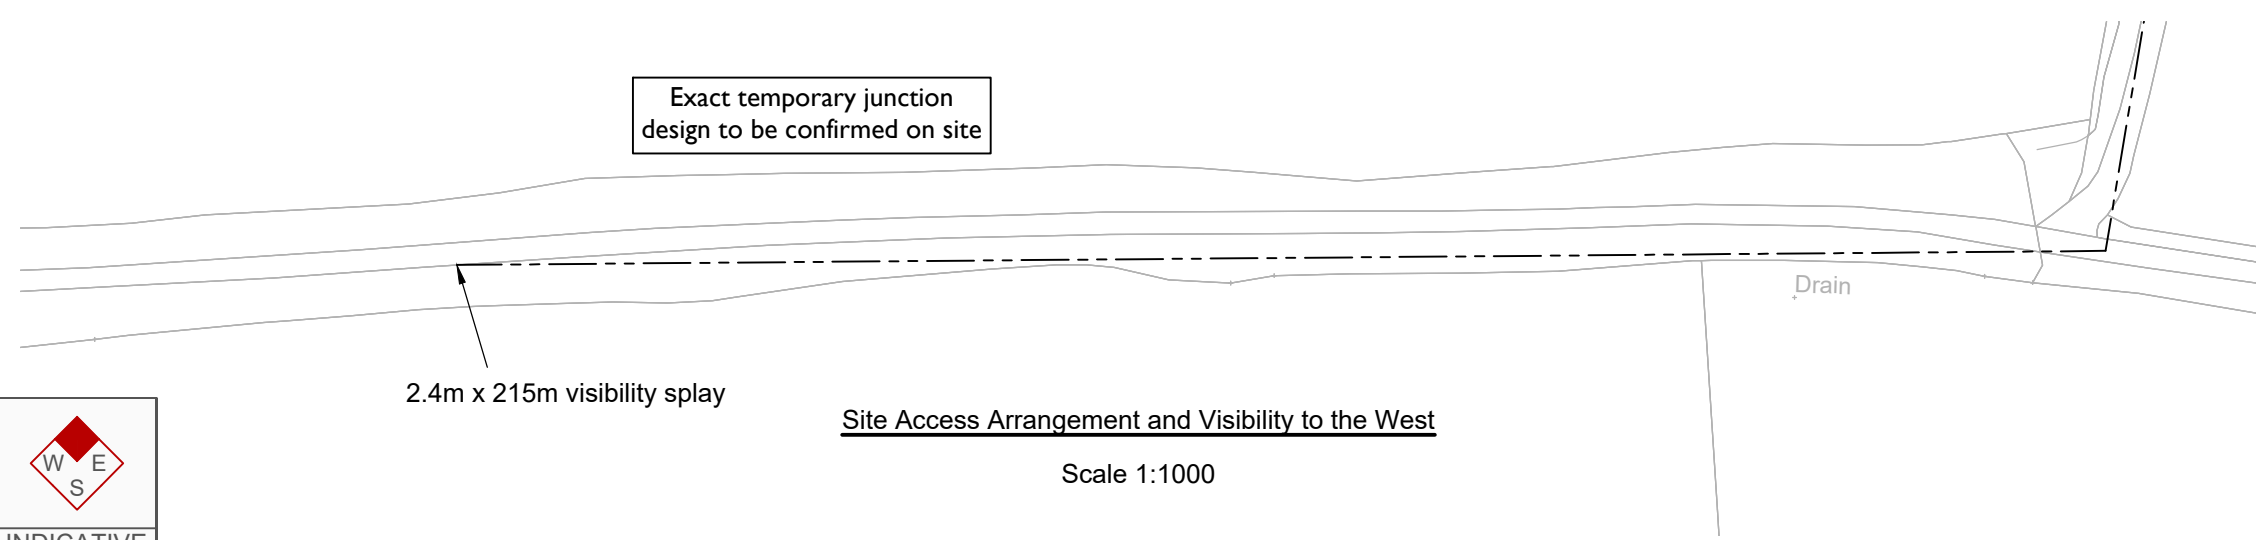 Exact temporary junction
design to be confirmed on site
Drain
2.4m x 215m visibility splay
Site Access Arrangement and Visibility to the West
Scale 1:1000
W E
S
INDICATIVE